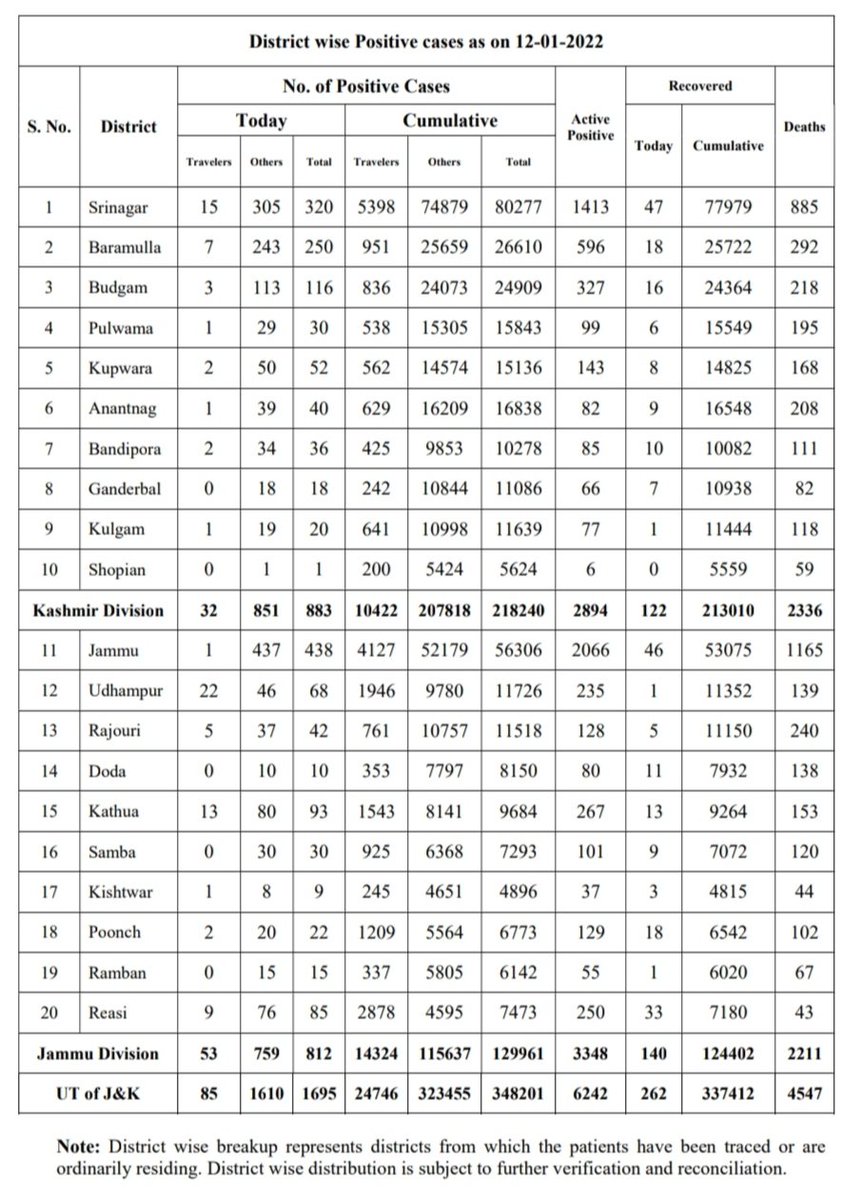 District wise Positive cases as on 12-01-2022
S. No. District No. of Positive Cases Active Positive Recovered Deaths
Today Cumulative Today Cumulative
Travelers Others Total Travelers Others Total
1 Srinagar 15 305 320 5398 74879 80277 1413 47 77979 885
2 Baramulla 7 243 250 951 25659 26610 596 18 25722 292
3 Budgam 3 113 116 836 24073 24909 327 16 24364 218
4 Pulwama 1 29 30 538 15305 15843 99 6 15549 195
5 Kupwara 2 50 52 562 14574 15136 143 8 14825 168
6 Anantnag 1 39 40 629 16209 16838 82 9 16548 208
7 Bandipora 2 34 36 425 9853 10278 85 10 10082 111
8 Ganderbal 0 18 18 242 10844 11086 66 7 10938 82
9 Kulgam 1 19 20 641 10998 11639 77 1 11444 118
10 Shopian 0 1 1 200 5424 5624 6 0 5559 59
Kashmir Division 32 851 883 10422 207818 218240 2894 122 213010 2336
11 Jammu 1 437 438 4127 52179 56306 2066 46 53075 1165
12 Udhampur 22 46 68 1946 9780 11726 235 1 11352 139
13 Rajouri 5 37 42 761 10757 11518 128 5 11150 240
14 Doda 0 10 10 353 7797 8150 80 11 7932 138
15 Kathua 13 80 93 1543 8141 9684 267 13 9264 153
16 Samba 0 30 30 925 6368 7293 101 9 7072 120
17 Kishtwar 1 8 9 245 4651 4896 37 3 4815 44
18 Poonch 2 20 22 1209 5564 6773 129 18 6542 102
19 Ramban 0 15 15 337 5805 6142 55 1 6020 67
20 Reasi 9 76 85 2878 4595 7473 250 33 7180 43
Jammu Division 53 759 812 14324 115637 129961 3348 140 124402 2211
UT of J&K 85 1610 1695 24746 323455 348201 6242 262 337412 4547
Note: District wise breakup represents districts from which the patients have been traced or are
ordinarily residing. District wise distribution is subject to further verification and reconciliation.